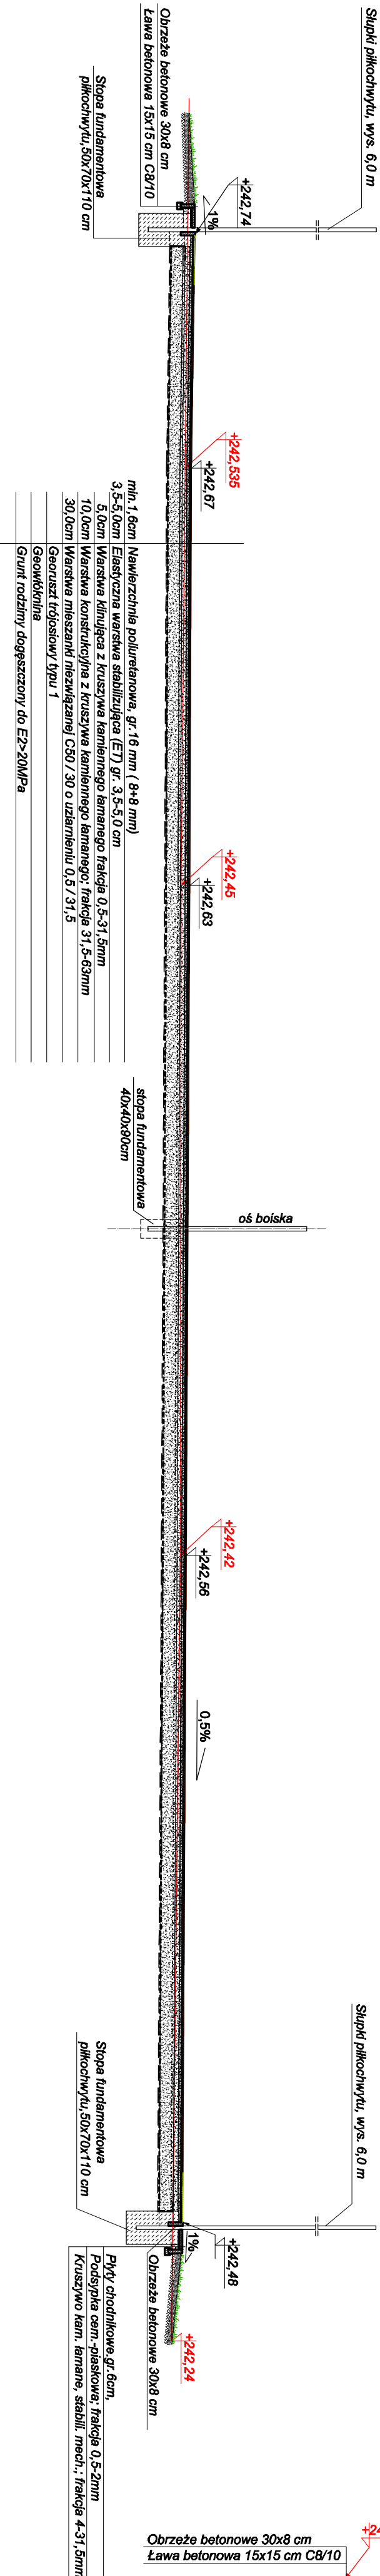 Słupki piłkochwytu, wys. 6,0 m
Obrzeże betonowe 30x8 cm
Ława betonowa 15x15 cm C8/10
Stopa fundamentowa
piłkochwytu,50x70x110 cm
+242,74
1%
+242,535
+242,67
min.1,6cm Nawierzchnia poliuretanowa, gr.16 mm ( 8+8 mm)
3,5-5,0cm Elastyczna warstwa stabilizująca (ET) gr. 3,5-5,0 cm
5,0cm Warstwa klinująca z kruszywa kamiennego łamanego frakcja 0,5-31,5mm
10,0cm Warstwa konstrukcyjna z kruszywa kamiennego łamanego; frakcja 31,5-63mm
30,0cm Warstwa mieszanki niezwiązanej C50 / 30 o uziarnieniu 0,5 / 31,5
Georuszt trójosiowy typu 1
Geowłóknina
Grunt rodzimy dogęszczony do E2>20MPa
+242,45
+242,63
stopa fundamentowa
40x40x90cm
oś boiska
+242,42
+242,56
0,5%
Słupki piłkochwytu, wys. 6,0 m
Stopa fundamentowa
piłkochwytu,50x70x110 cm
+242,48
1%
+242,24
Obrzeże betonowe 30x8 cm
Płyty chodnikowe,gr.6cm,
Podsypka cem.-piaskowa; frakcja 0,5-2mm
Kruszywo kam. łamane, stabil. mech.; frakcja 4-31,5mm
Obrzeże betonowe 30x8 cm
Ława betonowa 15x15 cm C8/10